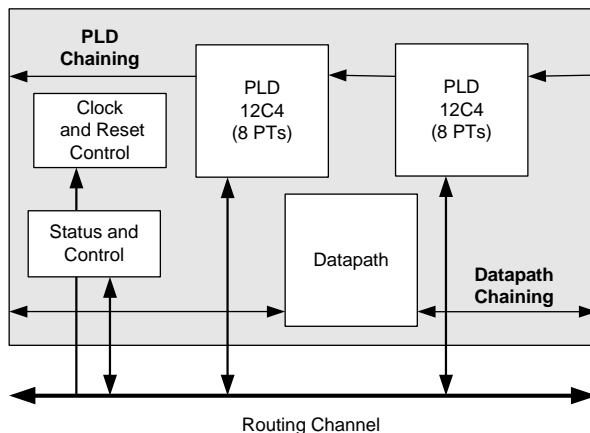 PLD
Chaining
PLD
12C4
(8 PTs)
PLD
12C4
(8 PTs)
Clock
and Reset
Control
Status and
Control
Datapath
Datapath
Chaining
Routing Channel